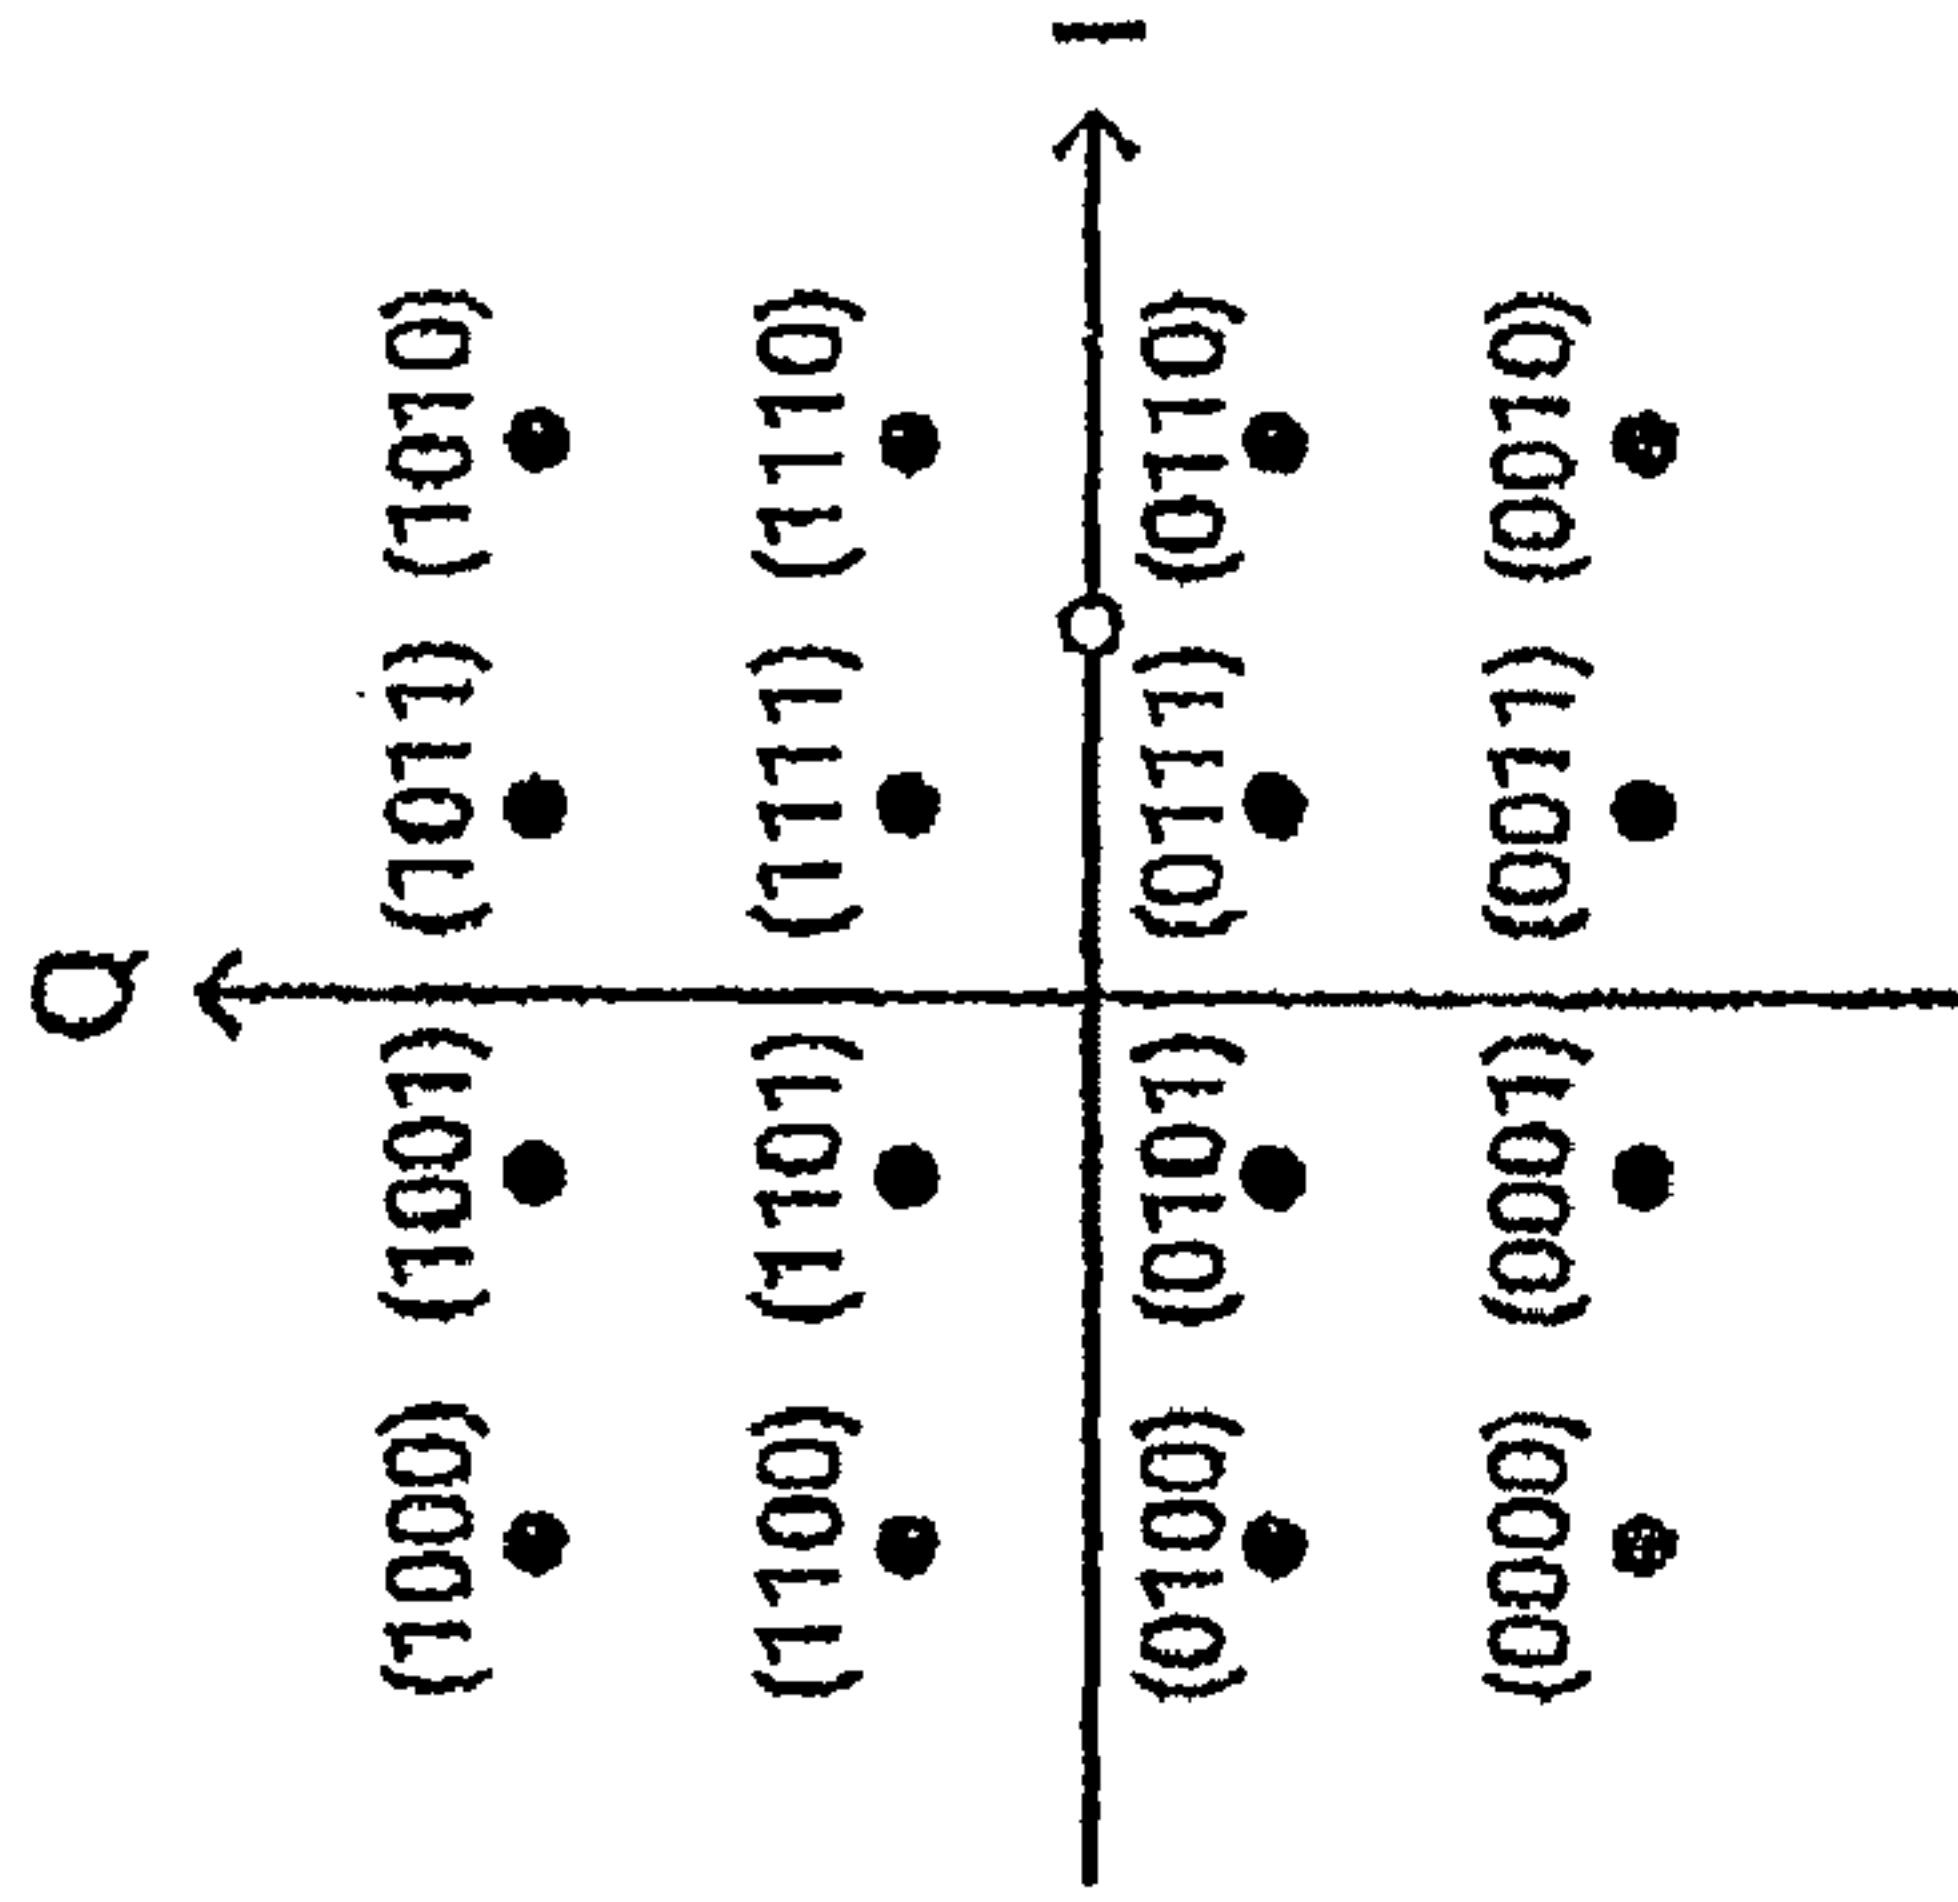 Q
(1000) (1001) (1011) (1010)
(1100) (1101) (1111) (1110)
I
(0100) (0101) (0111) (0110)
(0000) (0001) (0011) (0010)